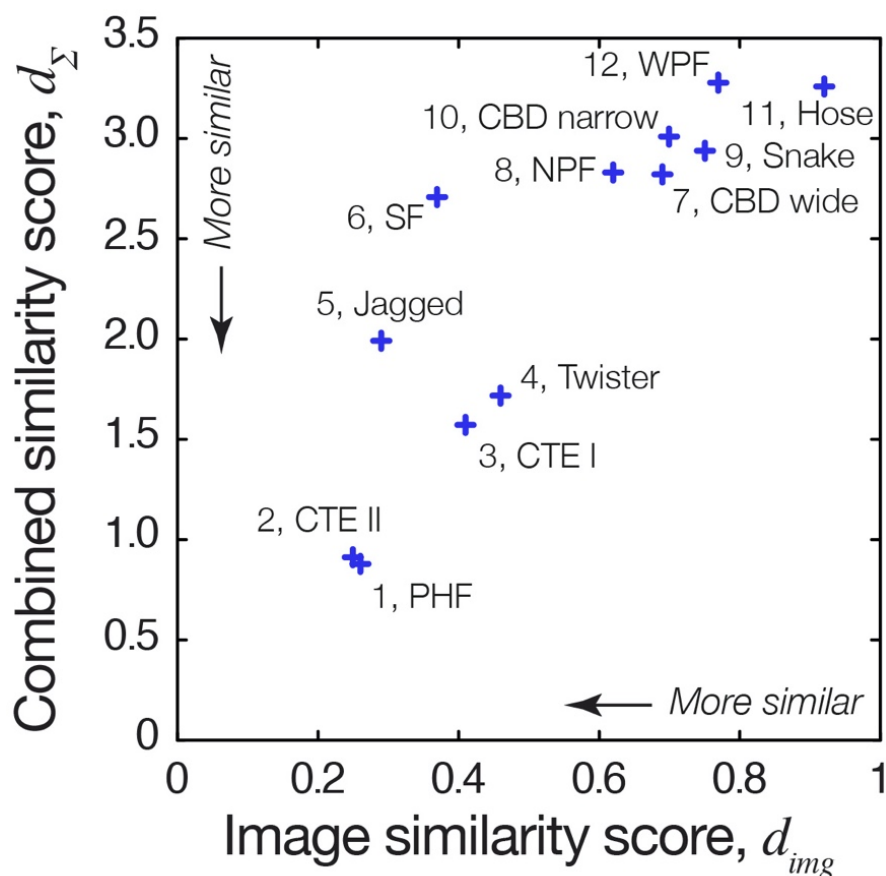 3.5
3.0
2.5
2.0
1.5
1.0
0.5
0
Combined similarity score, dΣ
More similar
12, WPF
11, Hose
10, CBD narrow
9, Snake
8, NPF
7, CBD wide
6, SF
5, Jagged
4, Twister
3, CTE I
2, CTE II
1, PHF
More similar
0 0.2 0.4 0.6 0.8 1
Image similarity score, dimg